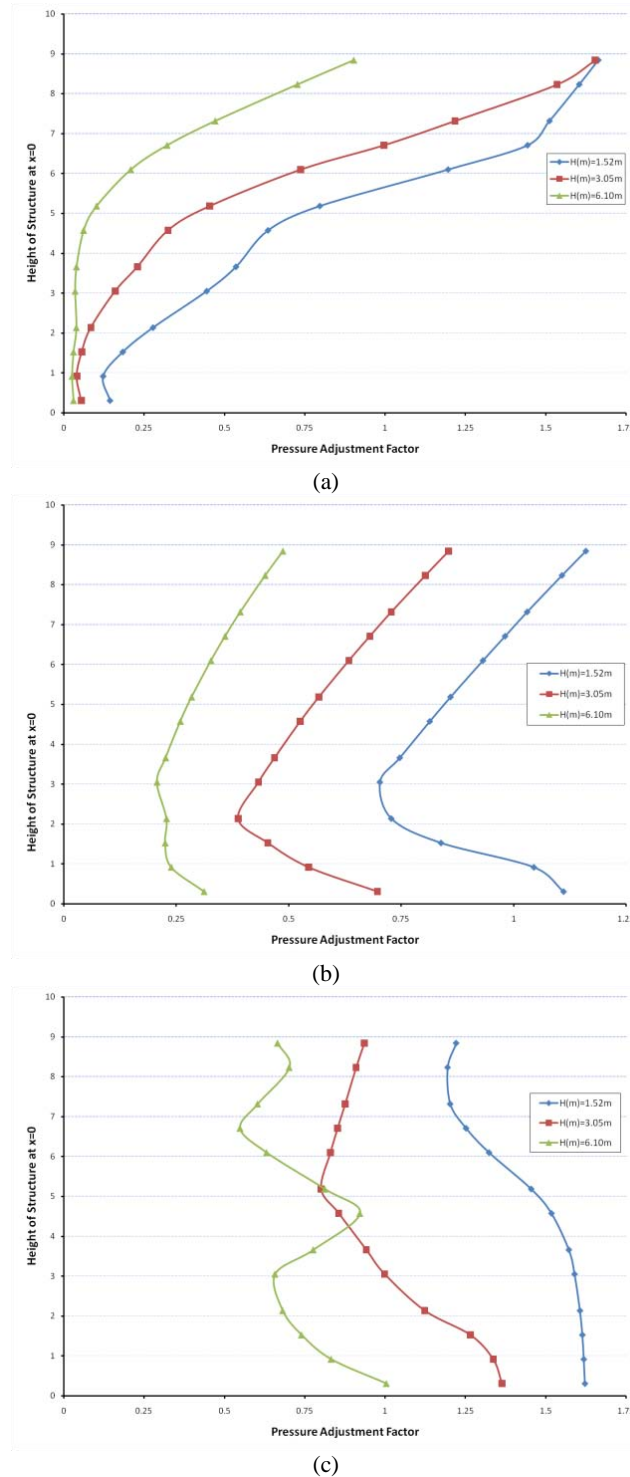 10
9
8
7
6
5
4
3
2
1
0
Height of Structure at x=0
H(m)=1.52m
H(m)=3.05m
H(m)=6.10m
0 0.25 0.5 0.75 1 1.25 1.5 1.7
Pressure Adjustment Factor
(a)
10
9
8
7
6
5
4
3
2
1
0
Height of Structure at x=0
H(m)=1.52m
H(m)=3.05m
H(m)=6.10m
0 0.25 0.5 0.75 1 1.2
Pressure Adjustment Factor
(b)
10
9
8
7
6
5
4
3
2
1
0
Height of Structure at x=0
H(m)=1.52m
H(m)=3.05m
H(m)=6.10m
0 0.25 0.5 0.75 1 1.25 1.5 1.7
Pressure Adjustment Factor
(c)